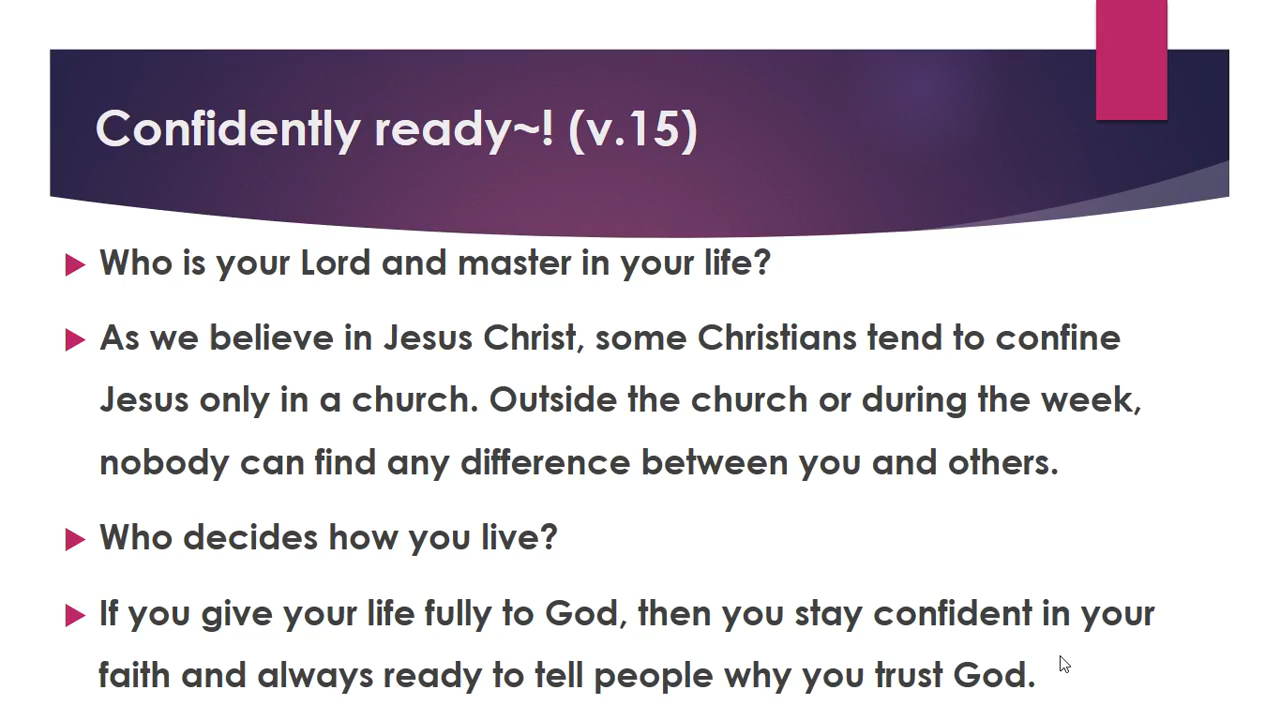 Confidently ready~! (v.15)
Who is your Lord and master in your life?
As we believe in Jesus Christ, some Christians tend to confine
Jesus only in a church. Outside the church or during the week,
nobody can find any difference between you and others.
Who decides how you live?
If you give your life fully to God, then you stay confident in your
faith and always ready to tell people why you trust God.